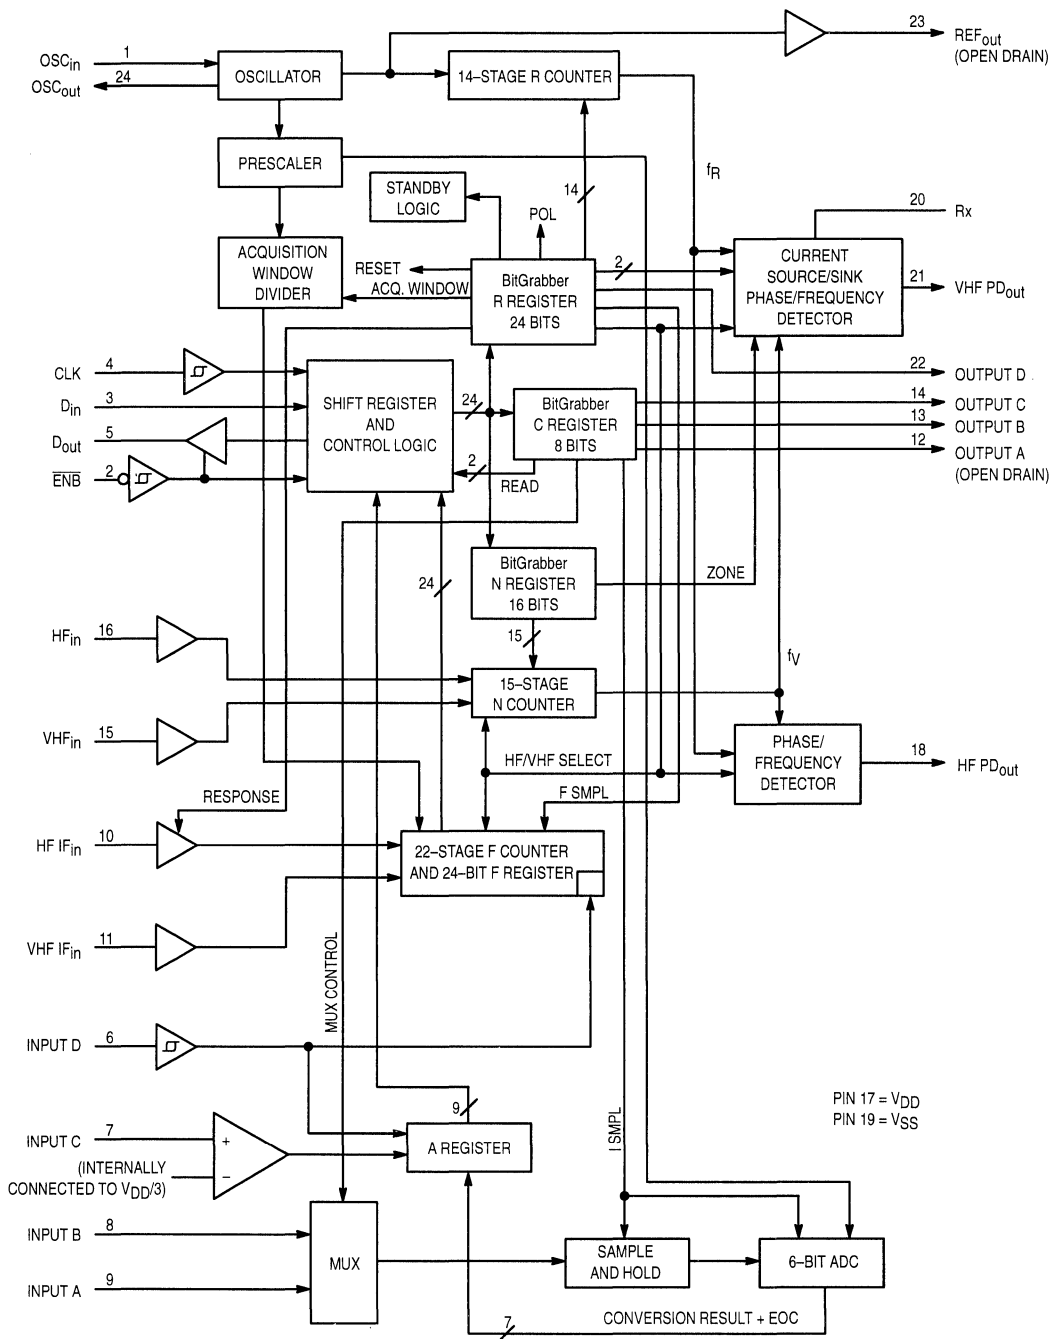 OSCin
1
OSCout
24
OSCILLATOR
14–STAGE R COUNTER
23
REFout
(OPEN DRAIN)
PRESCALER
STANDBY
LOGIC
14
fR
POL
20
Rx
ACQUISITION
WINDOW
DIVIDER
RESET
ACQ. WINDOW
BitGrabber
R REGISTER
24 BITS
2
CURRENT
SOURCE/SINK
PHASE/FREQUENCY
DETECTOR
21
VHF PDout
CLK
4
Din
3
Dout
5
ENB
2
SHIFT REGISTER
AND
CONTROL LOGIC
24
BitGrabber
C REGISTER
8 BITS
2
READ
22
OUTPUT D
14
OUTPUT C
13
OUTPUT B
12
OUTPUT A
(OPEN DRAIN)
24
BitGrabber
N REGISTER
16 BITS
ZONE
HFin
16
15
fV
15–STAGE
N COUNTER
VHFin
15
HF/VHF SELECT
PHASE/
FREQUENCY
DETECTOR
18
HF PDout
RESPONSE
F SMPL
HF IFin
10
22–STAGE F COUNTER
AND 24–BIT F REGISTER
VHF IFin
11
MUX CONTROL
INPUT D
6
9
I SMPL
PIN 17 = VDD
PIN 19 = VSS
INPUT C
7
+
–
(INTERNALLY
CONNECTED TO VDD/3)
A REGISTER
INPUT B
8
INPUT A
9
MUX
SAMPLE
AND HOLD
6–BIT ADC
7
CONVERSION RESULT + EOC